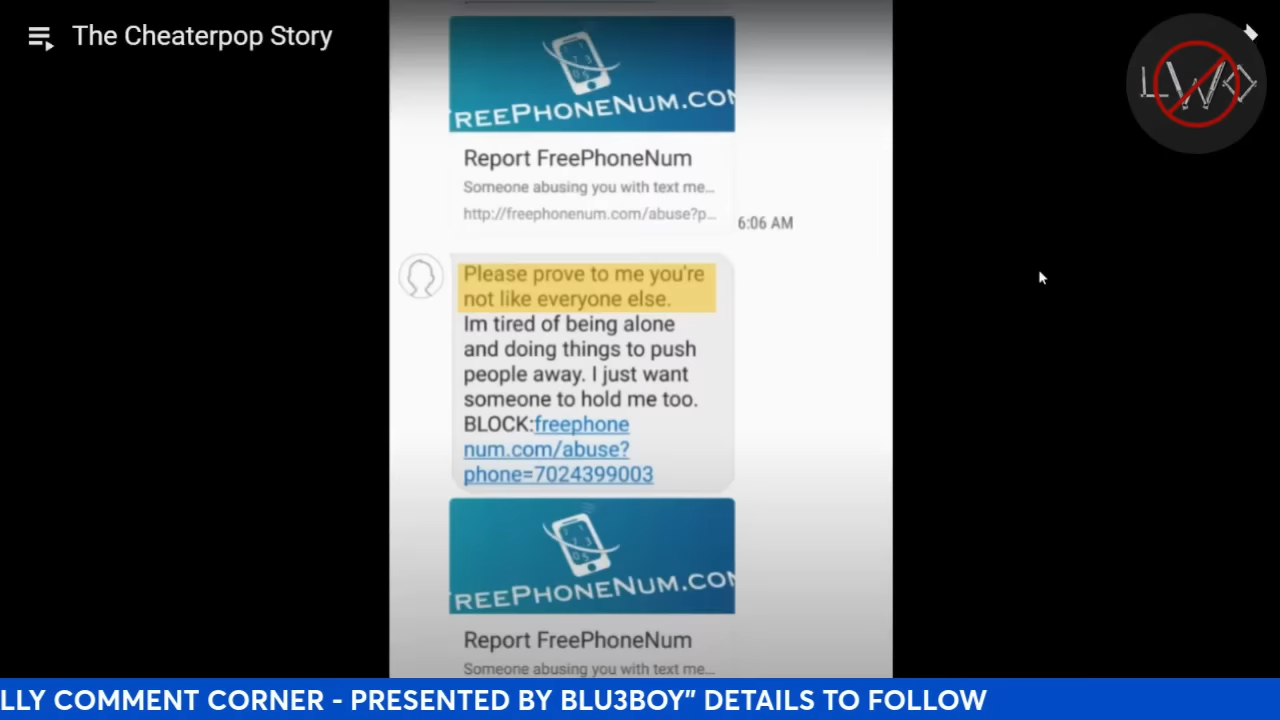 The Cheaterpop Story
LWO
REEPHONENUM.CO
Report FreePhoneNum
Someone abusing you with text me...
http://freephonenum.com/abuse?p...
6:06 AM
Please prove to me you're
not like everyone else.
Im tired of being alone
and doing things to push
people away. I just want
someone to hold me too.
BLOCK:freephone
num.com/abuse?
phone=7024399003
REEPHONENUM.CO
Report FreePhoneNum
Someone abusing you with text me...
LLY COMMENT CORNER - PRESENTED BY BLU3BOY" DETAILS TO FOLLOW